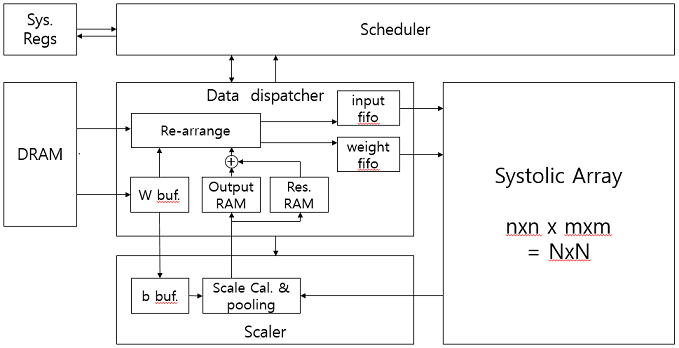 Sys.
Regs
Scheduler
Data dispatcher
input
fifo
Re-arrange
weight
fifo
DRAM
+
W buf.
Output
RAM
Res.
RAM
Systolic Array
nxn x mxm
= NxN
b buf.
Scale Cal. &
pooling
Scaler